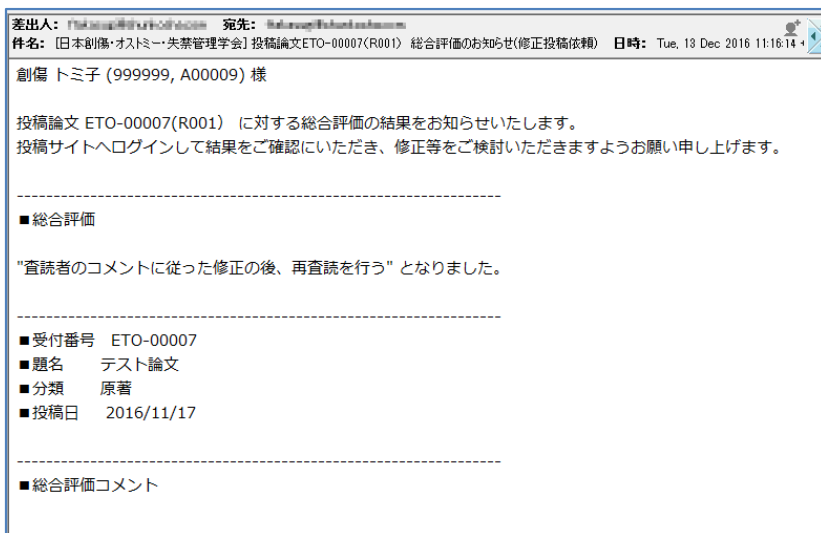 差出人: 宛先:
件名: [日本創傷・オストミー・失禁管理学会] 投稿論文ETO-00007(R001) 総合評価のお知らせ(修正投稿依頼) 日時: Tue, 13 Dec 2016 11:16:14
創傷 トミ子 (999999, A00009) 様
投稿論文 ETO-00007(R001) に対する総合評価の結果をお知らせいたします。
投稿サイトへログインして結果をご確認にいただき、修正等をご検討いただきますようお願い申し上げます。
------------------------------------------------------------------
■総合評価
"査読者のコメントに従った修正の後、再査読を行う" となりました。
------------------------------------------------------------------
■受付番号 ETO-00007
■題名 テスト論文
■分類 原著
■投稿日 2016/11/17
------------------------------------------------------------------
■総合評価コメント